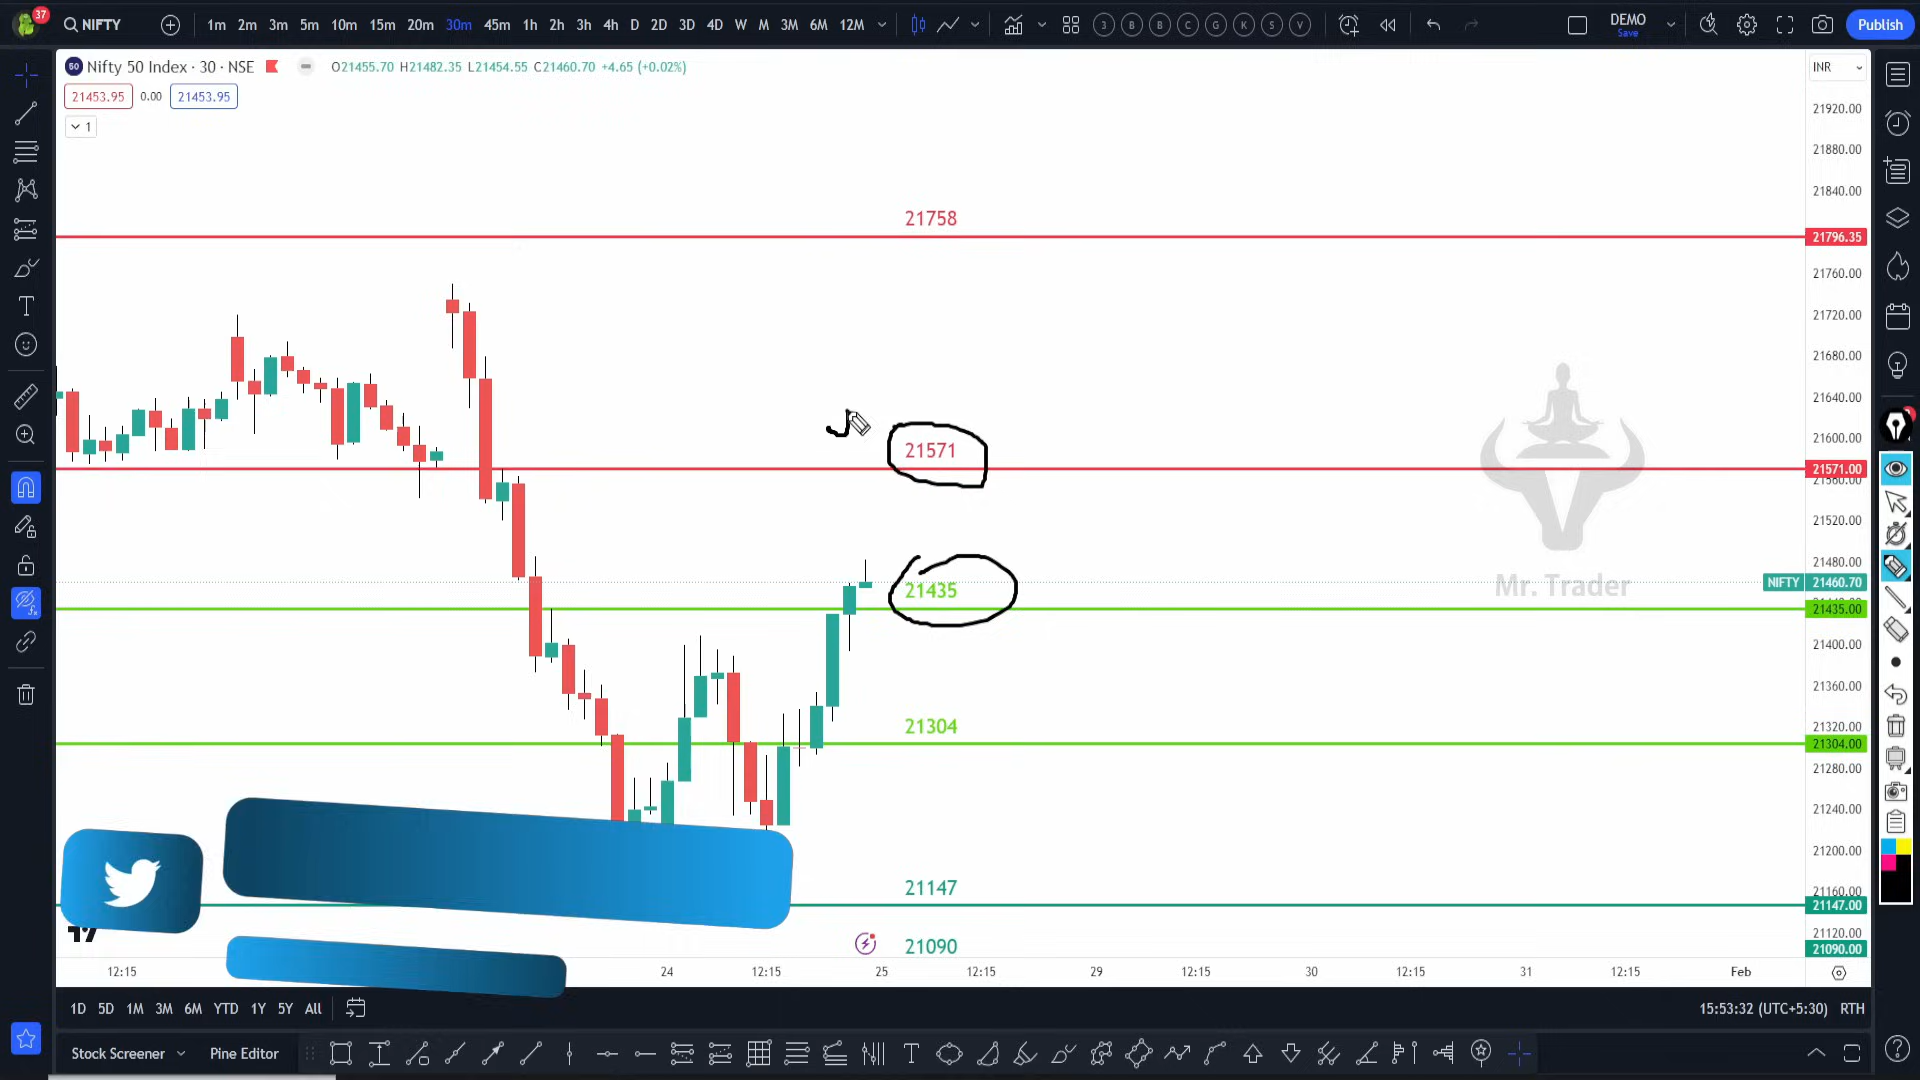 37
NIFTY
1m 2m 3m 5m 10m 15m 20m 30m 45m 1h 2h 3h 4h D 2D 3D 4D W M 3M 6M 12M
3 B B C G K S V
DEMO
Save
Publish
50 Nifty 50 Index · 30 · NSE
O21455.70 H21482.35 L21454.55 C21460.70 +4.65 (+0.02%)
INR
21453.95 0.00 21453.95
1
21920.00
21880.00
21840.00
21758
21796.35
21760.00
21720.00
21680.00
21640.00
21600.00
21571
21571.00
21560.00
21520.00
21480.00
NIFTY 21460.70
21435
21435.00
Mr. Trader
21400.00
21360.00
21320.00
21304
21304.00
21280.00
21240.00
21200.00
21160.00
21147
21147.00
21120.00
21090
21090.00
12:15 24 12:15 25 12:15 29 12:15 30 12:15 31 12:15 Feb
1D 5D 1M 3M 6M YTD 1Y 5Y All
15:53:32 (UTC+5:30) RTH
Stock Screener Pine Editor